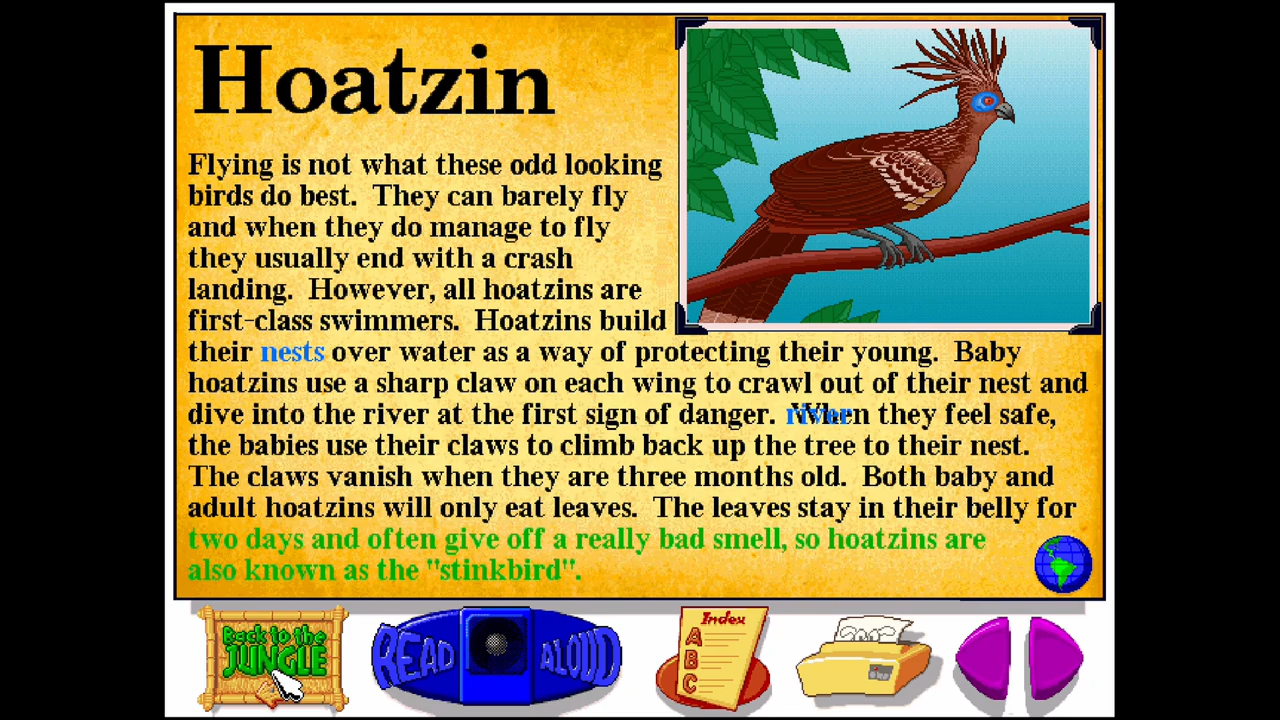 Hoatzin
Flying is not what these odd looking
birds do best. They can barely fly
and when they do manage to fly
they usually end with a crash
landing. However, all hoatzins are
first-class swimmers. Hoatzins build
their nests over water as a way of protecting their young. Baby
hoatzins use a sharp claw on each wing to crawl out of their nest and
dive into the river at the first sign of danger. When they feel safe,
river
the babies use their claws to climb back up the tree to their nest.
The claws vanish when they are three months old. Both baby and
adult hoatzins will only eat leaves. The leaves stay in their belly for
two days and often give off a really bad smell, so hoatzins are
also known as the "stinkbird".
Back to the
JUNGLE
READ ALOUD
Index
A
B
C